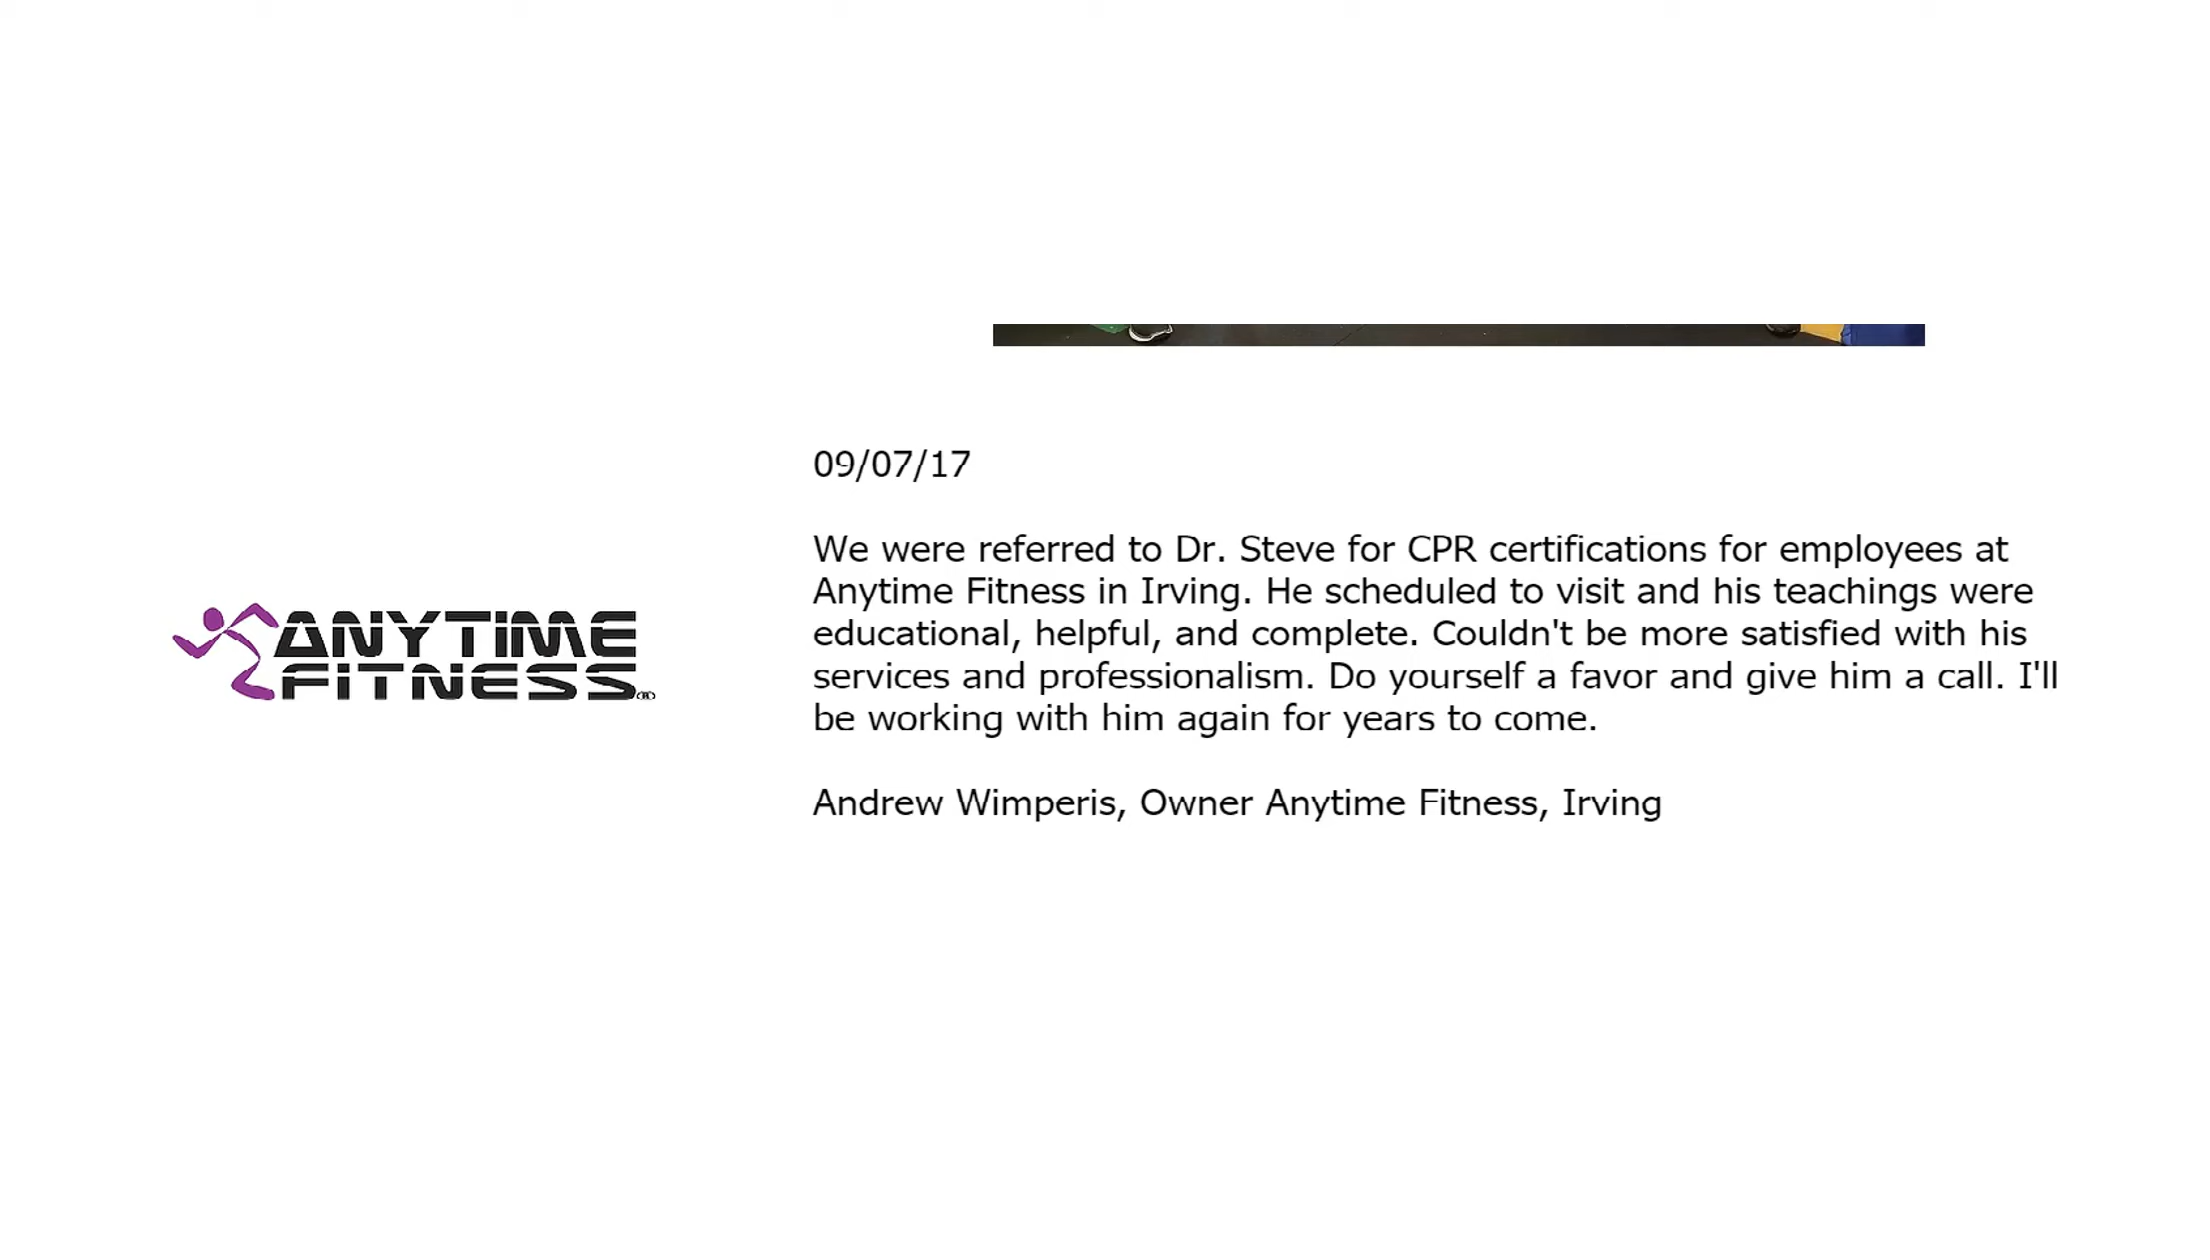 09/07/17
We were referred to Dr. Steve for CPR certifications for employees at
Anytime Fitness in Irving. He scheduled to visit and his teachings were
educational, helpful, and complete. Couldn't be more satisfied with his
services and professionalism. Do yourself a favor and give him a call. I'll
be working with him again for years to come.
Andrew Wimperis, Owner Anytime Fitness, Irving
ANYTIME
FITNESS